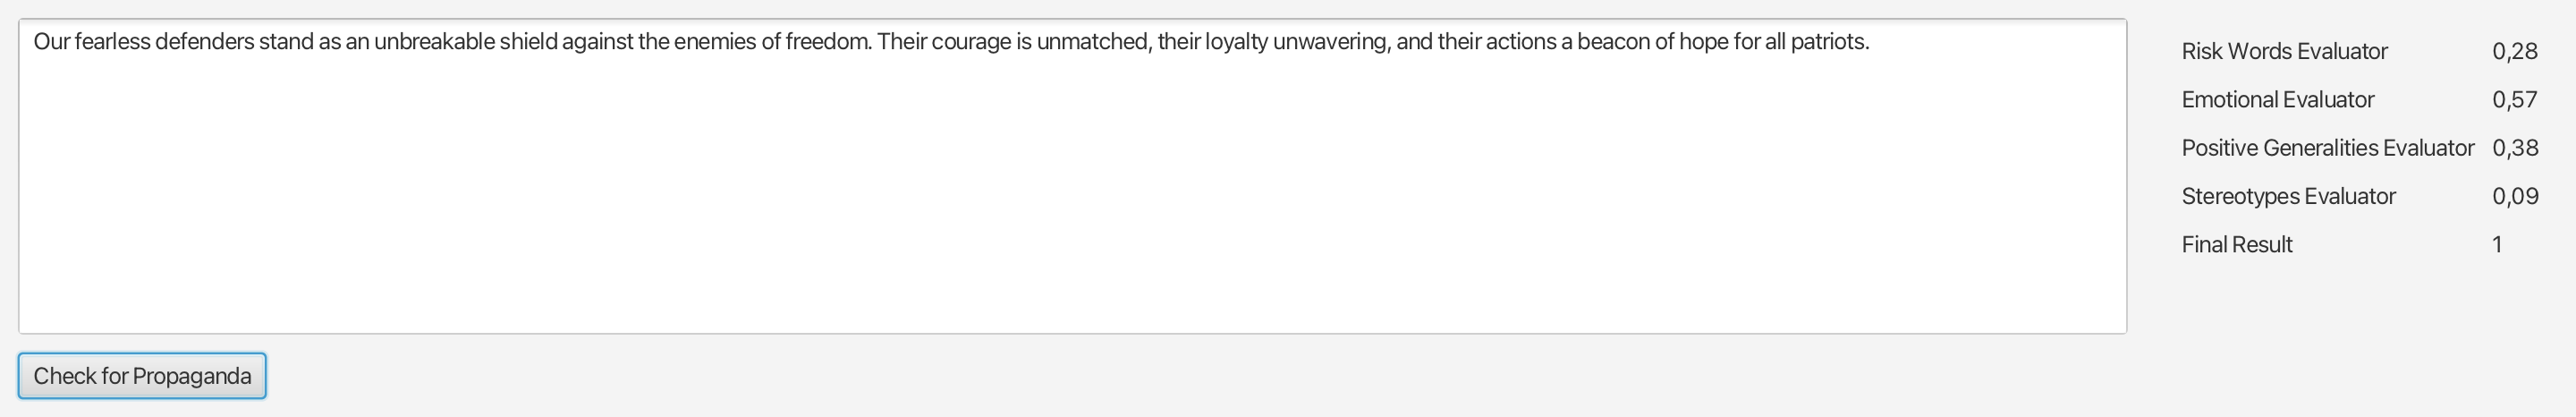 Our fearless defenders stand as an unbreakable shield against the enemies of freedom. Their courage is unmatched, their loyalty unwavering, and their actions a beacon of hope for all patriots.
Check for Propaganda
Risk Words Evaluator 0,28
Emotional Evaluator 0,57
Positive Generalities Evaluator 0,38
Stereotypes Evaluator 0,09
Final Result 1